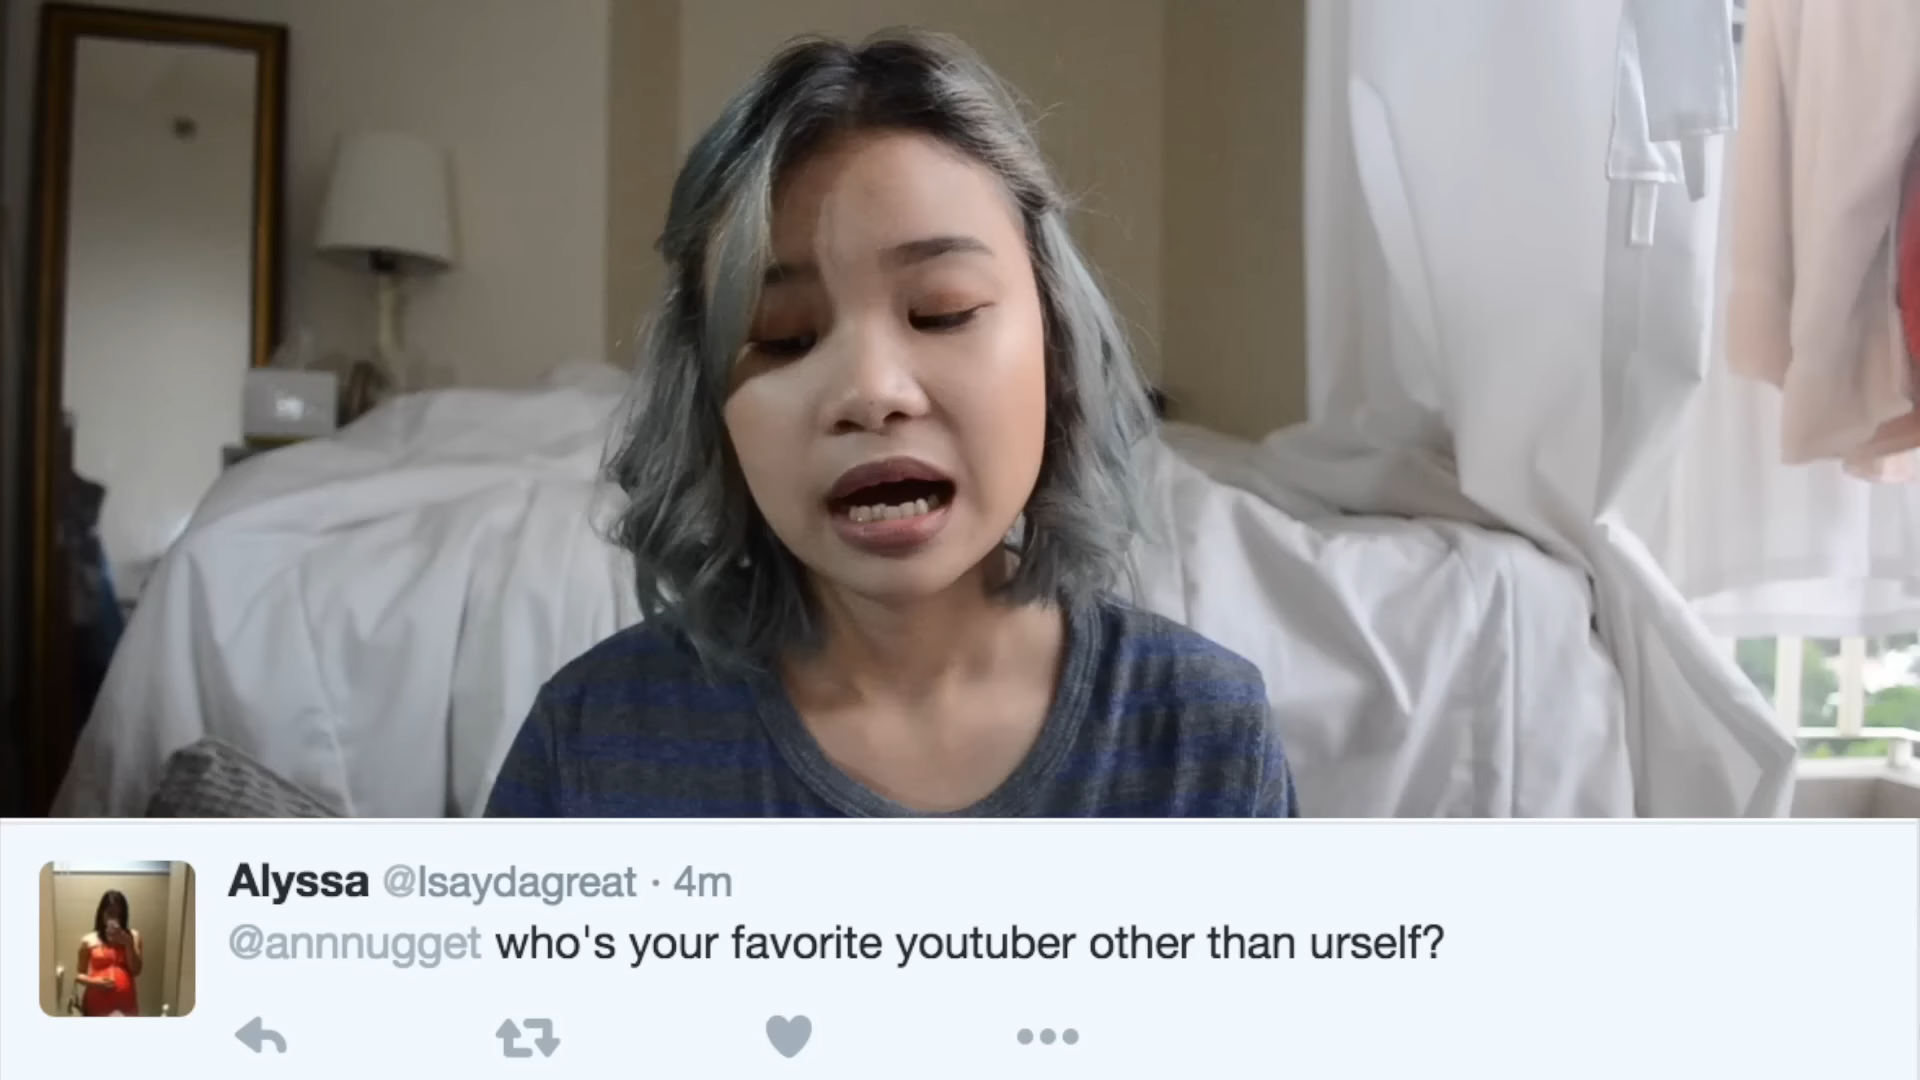 Alyssa @Isaydagreat · 4m
@annnugget who's your favorite youtuber other than urself?